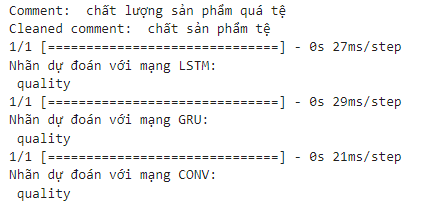 Comment:  chất lượng sản phẩm quá tệ
Cleaned comment:  chất sản phẩm tệ
1/1 [==============================] - 0s 27ms/step
Nhãn dự đoán với mạng LSTM:
 quality
1/1 [==============================] - 0s 29ms/step
Nhãn dự đoán với mạng GRU:
 quality
1/1 [==============================] - 0s 21ms/step
Nhãn dự đoán với mạng CONV:
 quality